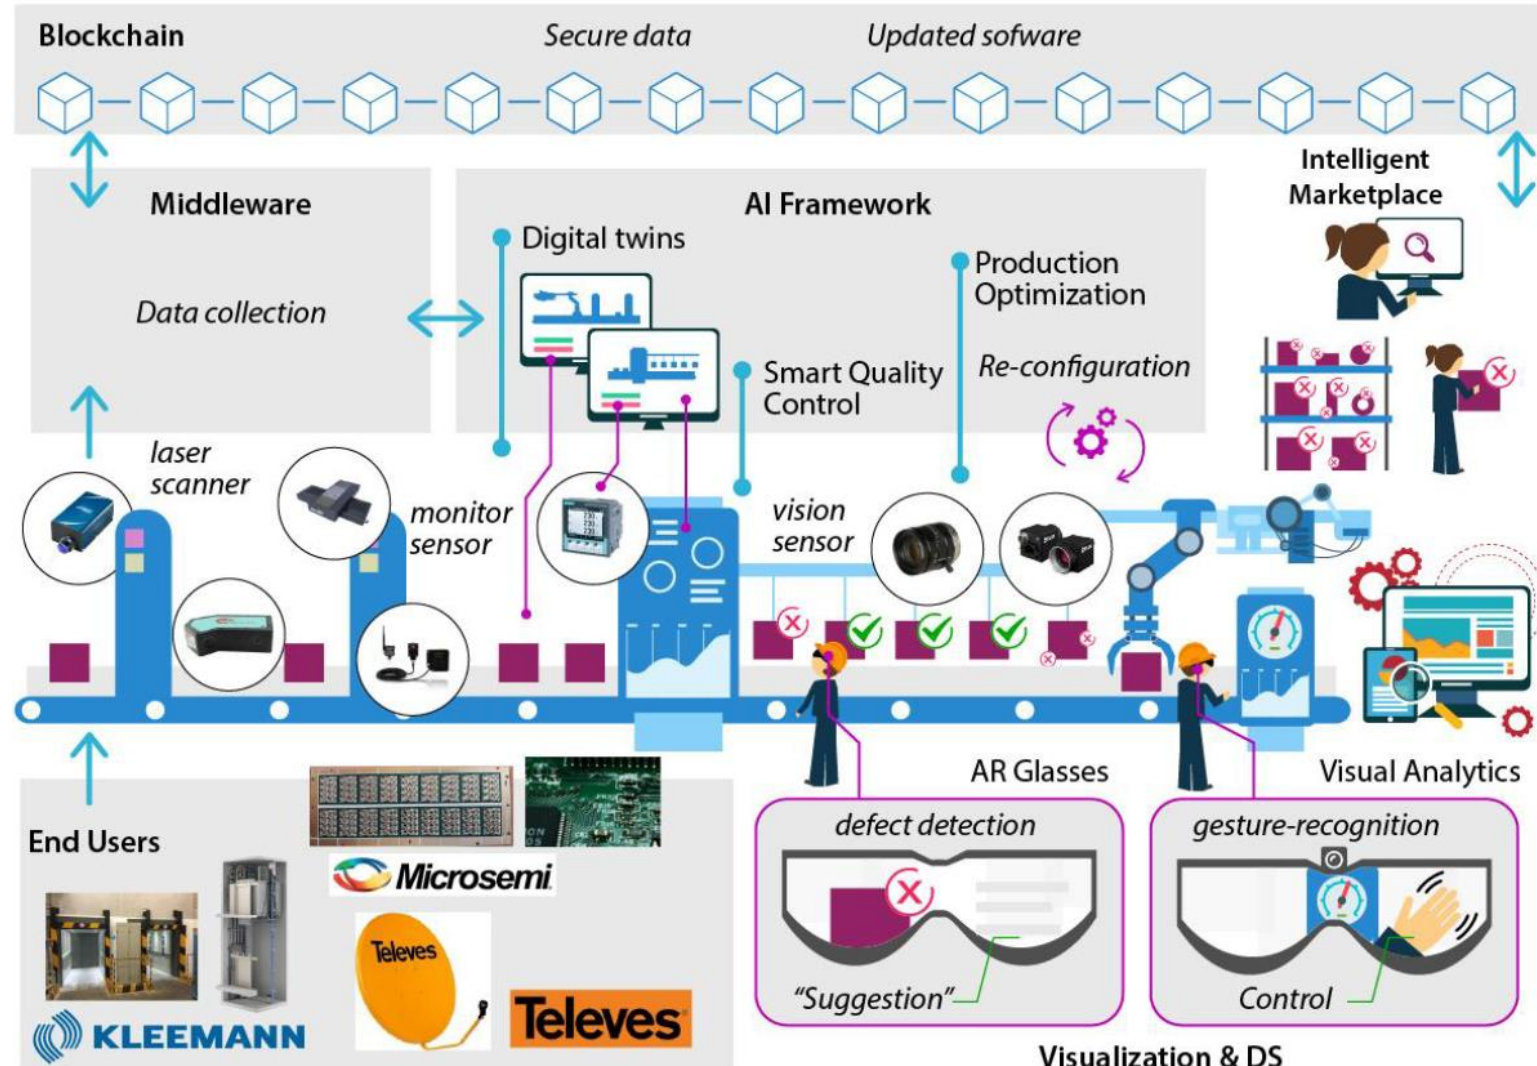 Blockchain
Secure data
Updated sofware
Intelligent
Marketplace
Middleware
Data collection
AI Framework
Digital twins
Production
Optimization
Re-configuration
Smart Quality
Control
laser
scanner
monitor
sensor
vision
sensor
AR Glasses
Visual Analytics
End Users
Microsemi
Televes
Televes
KLEEMANN
defect detection
"Suggestion"
gesture-recognition
Control
Visualization & DS